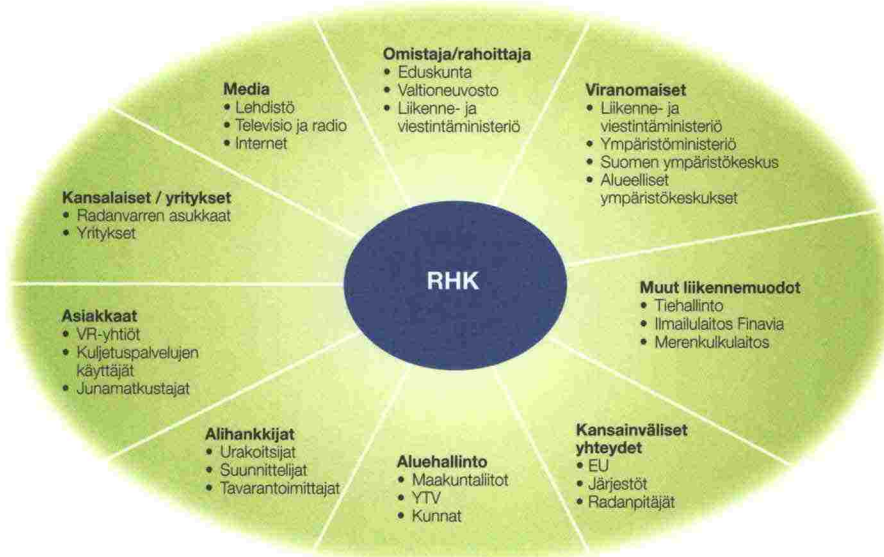 Omistaja/rahoittaja
• Eduskunta
• Valtioneuvosto
• Liikenne- ja
viestintäministeriö
Viranomaiset
• Liikenne- ja
viestintäministeriö
• Ympäristöministeriö
• Suomen ympäristökeskus
• Alueelliset
ympäristökeskukset
Muut liikennemuodot
• Tiehallinto
• Ilmailulaitos Finavia
• Merenkulkulaitos
Kansainväliset
yhteydet
• EU
• Järjestöt
• Radanpitäjät
Aluehallinto
• Maakuntaliitot
• YTV
• Kunnat
Alihankkijat
• Urakoitsijat
• Suunnittelijat
• Tavarantoimittajat
Asiakkaat
• VR-yhtiöt
• Kuljetuspalvelujen
käyttäjät
• Junamatkustajat
Kansalaiset / yritykset
• Radanvarren asukkaat
• Yritykset
Media
• Lehdistö
• Televisio ja radio
• Internet
RHK